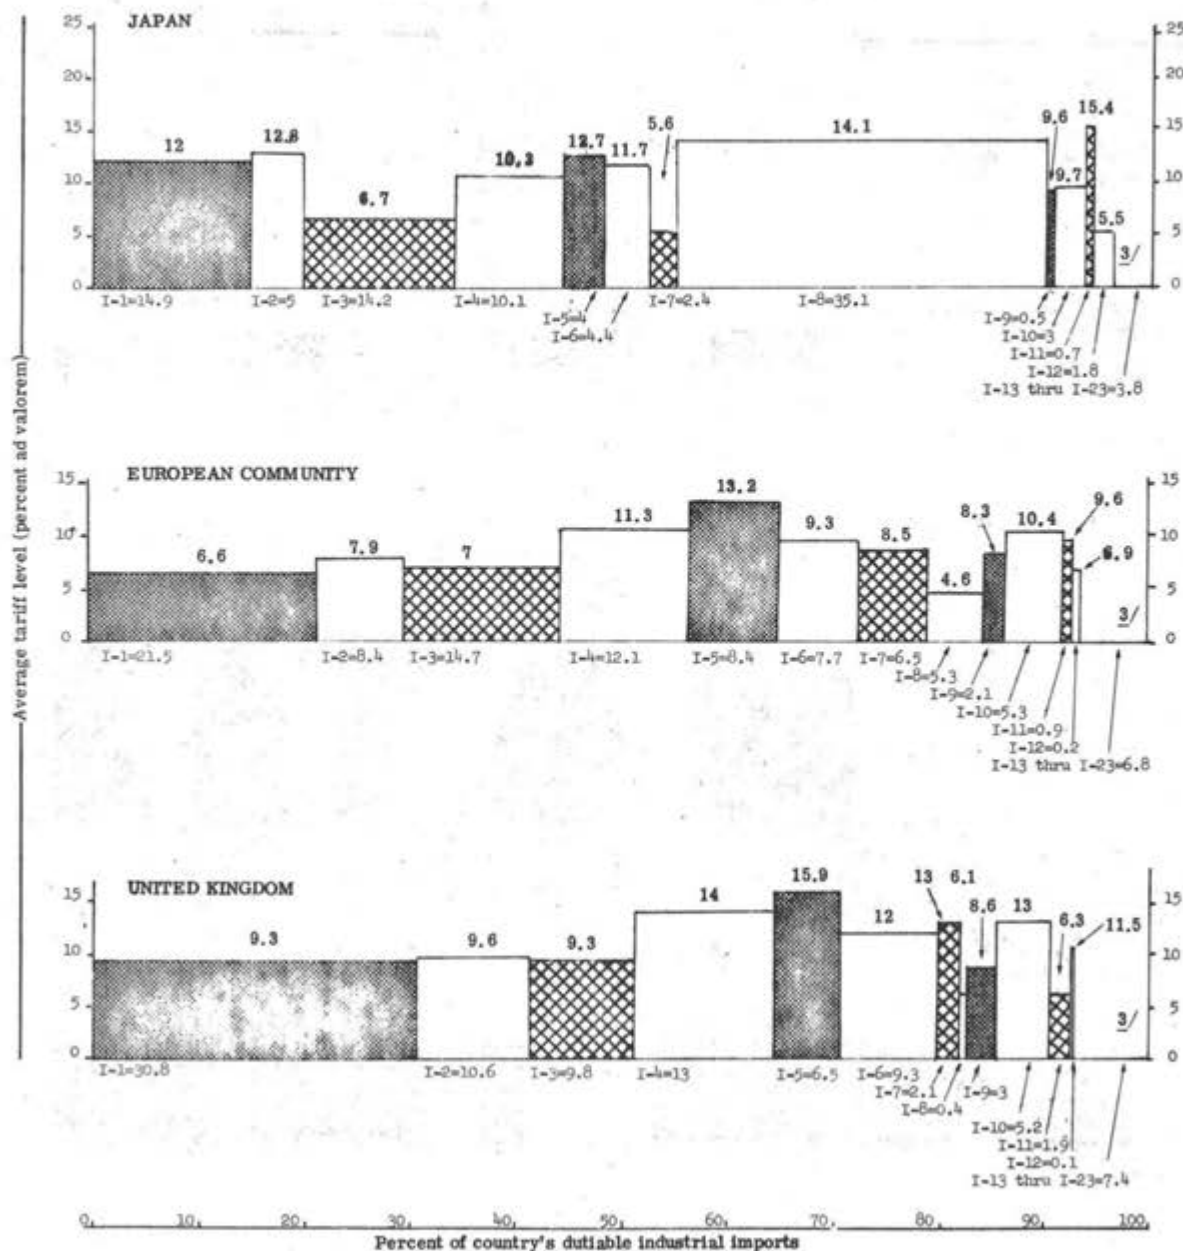 JAPAN
25 25
20 20
15 15
10 10
5 5
0 0
12
12.8
6.7
12.7
11.7
5.6
14.1
9.6
9.7
15.4
5.5
3/
I-1=14.9 I-2=5 I-3=14.2 I-4=10.1 I-7=2.4 I-8=35.1
I-5=4
I-6=4.4
I-9=0.5
I-10=3
I-11=0.7
I-12=1.8
I-13 thru I-23=3.8
Average tariff level (percent ad valorem)
EUROPEAN COMMUNITY
15 15
10 10
5 5
0 0
6.6
7.9
7
11.3
13.2
9.3
8.5
4.6
8.3
10.4
9.6
3/
I-1=21.5 I-2=8.4 I-3=14.7 I-4=12.1 I-5=8.4 I-6=7.7 I-7=6.5
I-8=5.3
I-9=2.1
I-10=5.3
I-11=0.9
I-12=0.2
I-13 thru I-23=6.8
UNITED KINGDOM
15 15
10 10
5 5
0 0
9.3
9.6
9.3
14
15.9
12
13
6.1
8.6
13
6.3
11.5
3/
I-1=30.8 I-2=10.6 I-3=9.8 I-4=13 I-5=6.5 I-6=9.3
I-7=2.1 I-9=3
I-8=0.4
I-10=5.2
I-11=1.9
I-12=0.1
I-13 thru I-23=7.4
0 10 20 30 40 50 60 70 80 90 100
Percent of country's dutiable industrial imports